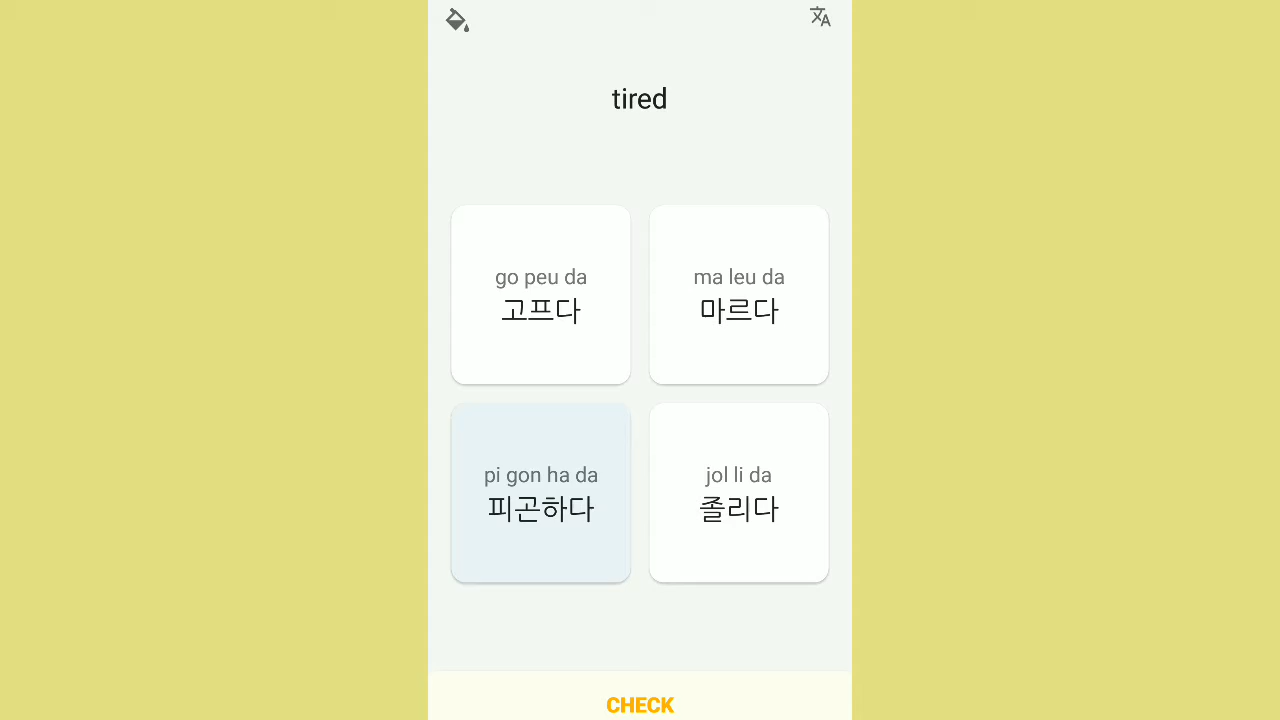 tired
go peu da
고프다
ma leu da
마르다
pi gon ha da
피곤하다
jol li da
졸리다
CHECK